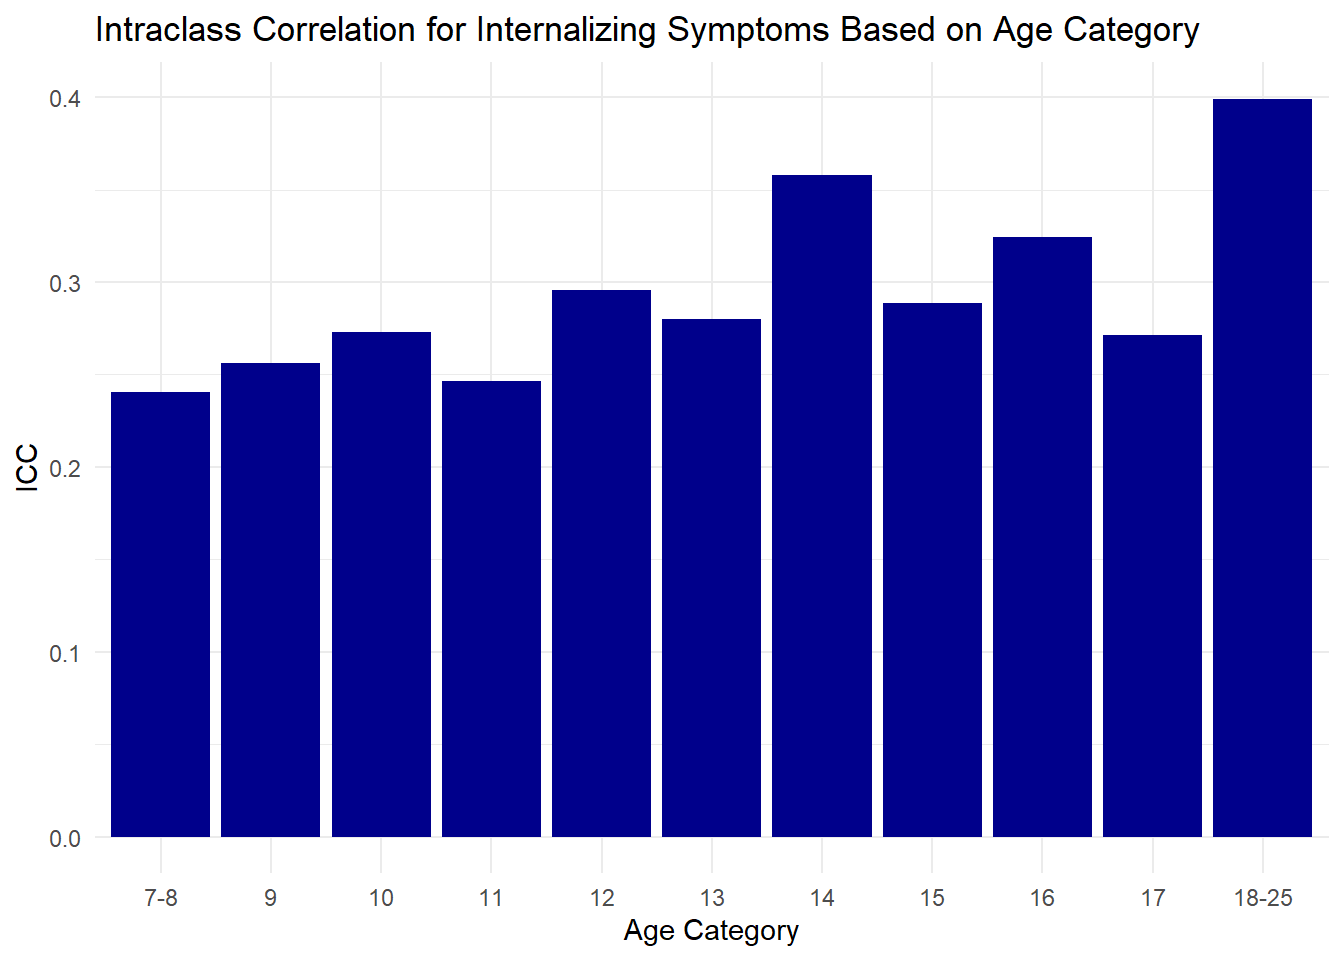 Intraclass Correlation for Internalizing Symptoms Based on Age Category
0.4
0.3
0.2
0.1
0.0
ICC
7-8 9 10 11 12 13 14 15 16 17 18-25
Age Category